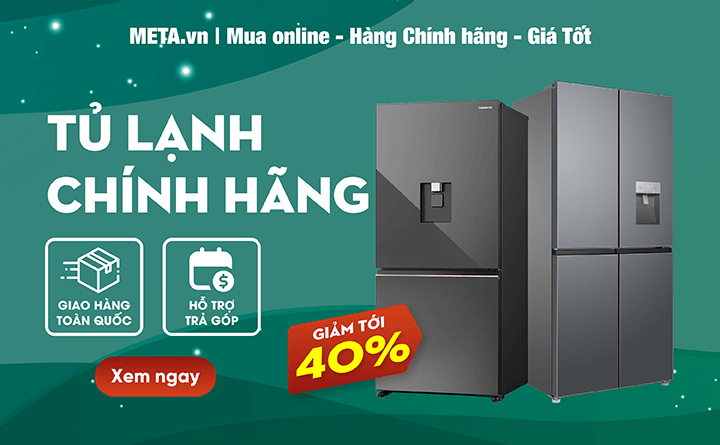 META.vn | Mua online - Hàng Chính hãng - Giá Tốt
TỦ LẠNH
CHÍNH HÃNG
GIAO HÀNG
TOÀN QUỐC
HỖ TRỢ
TRẢ GÓP
$
GIẢM TỚI
40%
Xem ngay